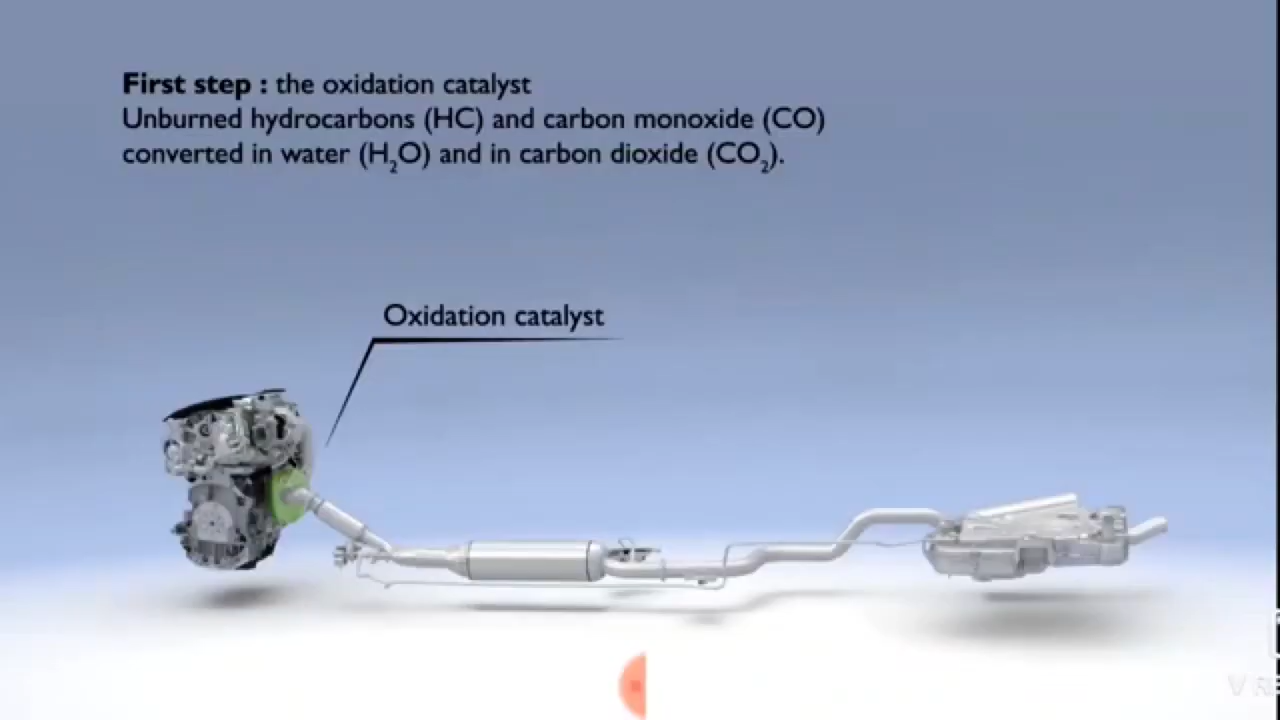 First step : the oxidation catalyst
Unburned hydrocarbons (HC) and carbon monoxide (CO)
converted in water (H₂O) and in carbon dioxide (CO₂).
Oxidation catalyst